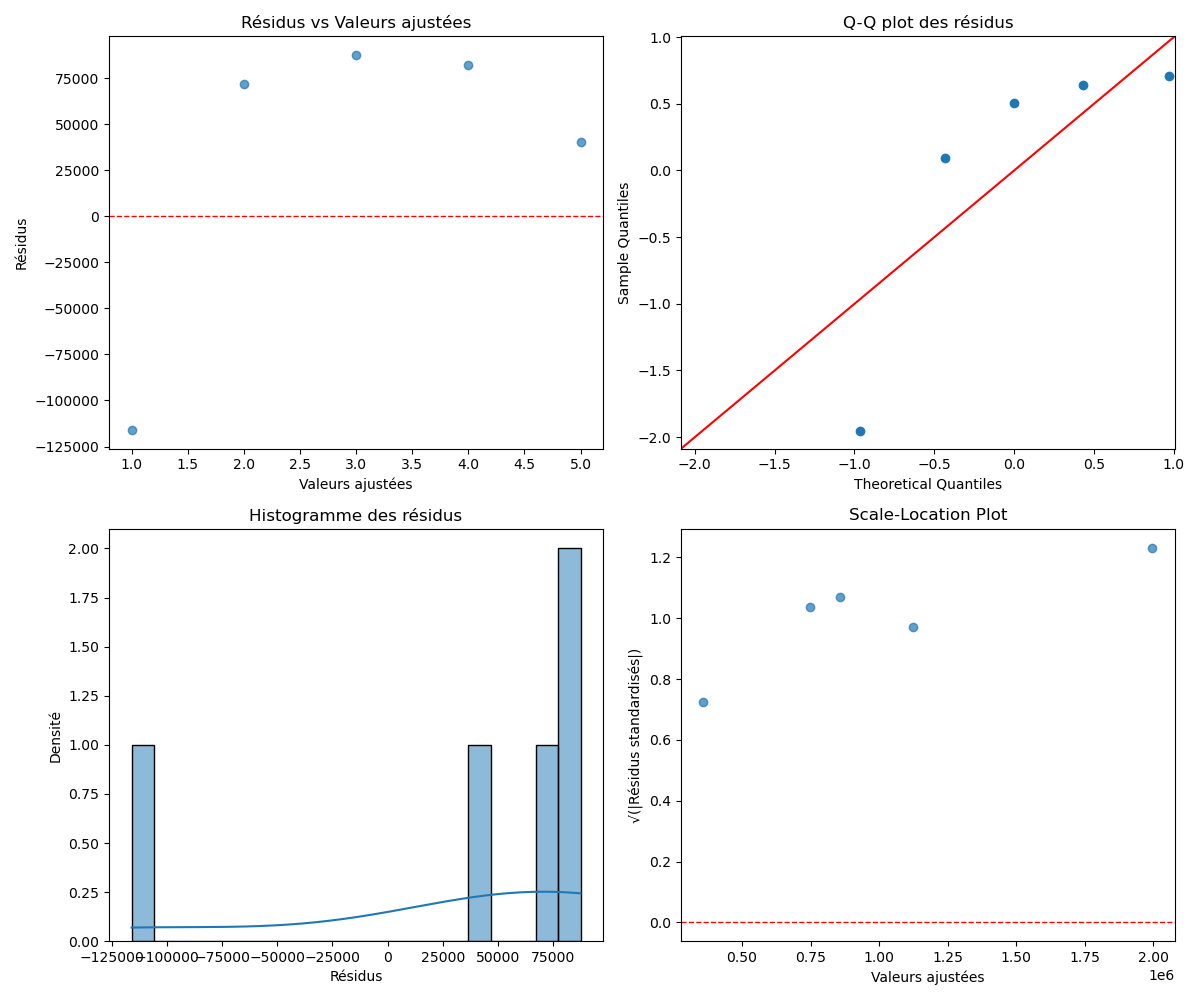 Résidus vs Valeurs ajustées
Résidus
75000
50000
25000
0
−25000
−50000
−75000
−100000
−125000
1.0 1.5 2.0 2.5 3.0 3.5 4.0 4.5 5.0
Valeurs ajustées
Q-Q plot des résidus
Sample Quantiles
1.0
0.5
0.0
−0.5
−1.0
−1.5
−2.0
−2.0 −1.5 −1.0 −0.5 0.0 0.5 1.0
Theoretical Quantiles
Histogramme des résidus
Densité
2.00
1.75
1.50
1.25
1.00
0.75
0.50
0.25
0.00
−125000 −100000 −75000 −50000 −25000 0 25000 50000 75000
Résidus
Scale-Location Plot
√(|Résidus standardisés|)
1.2
1.0
0.8
0.6
0.4
0.2
0.0
0.50 0.75 1.00 1.25 1.50 1.75 2.00
1e6
Valeurs ajustées